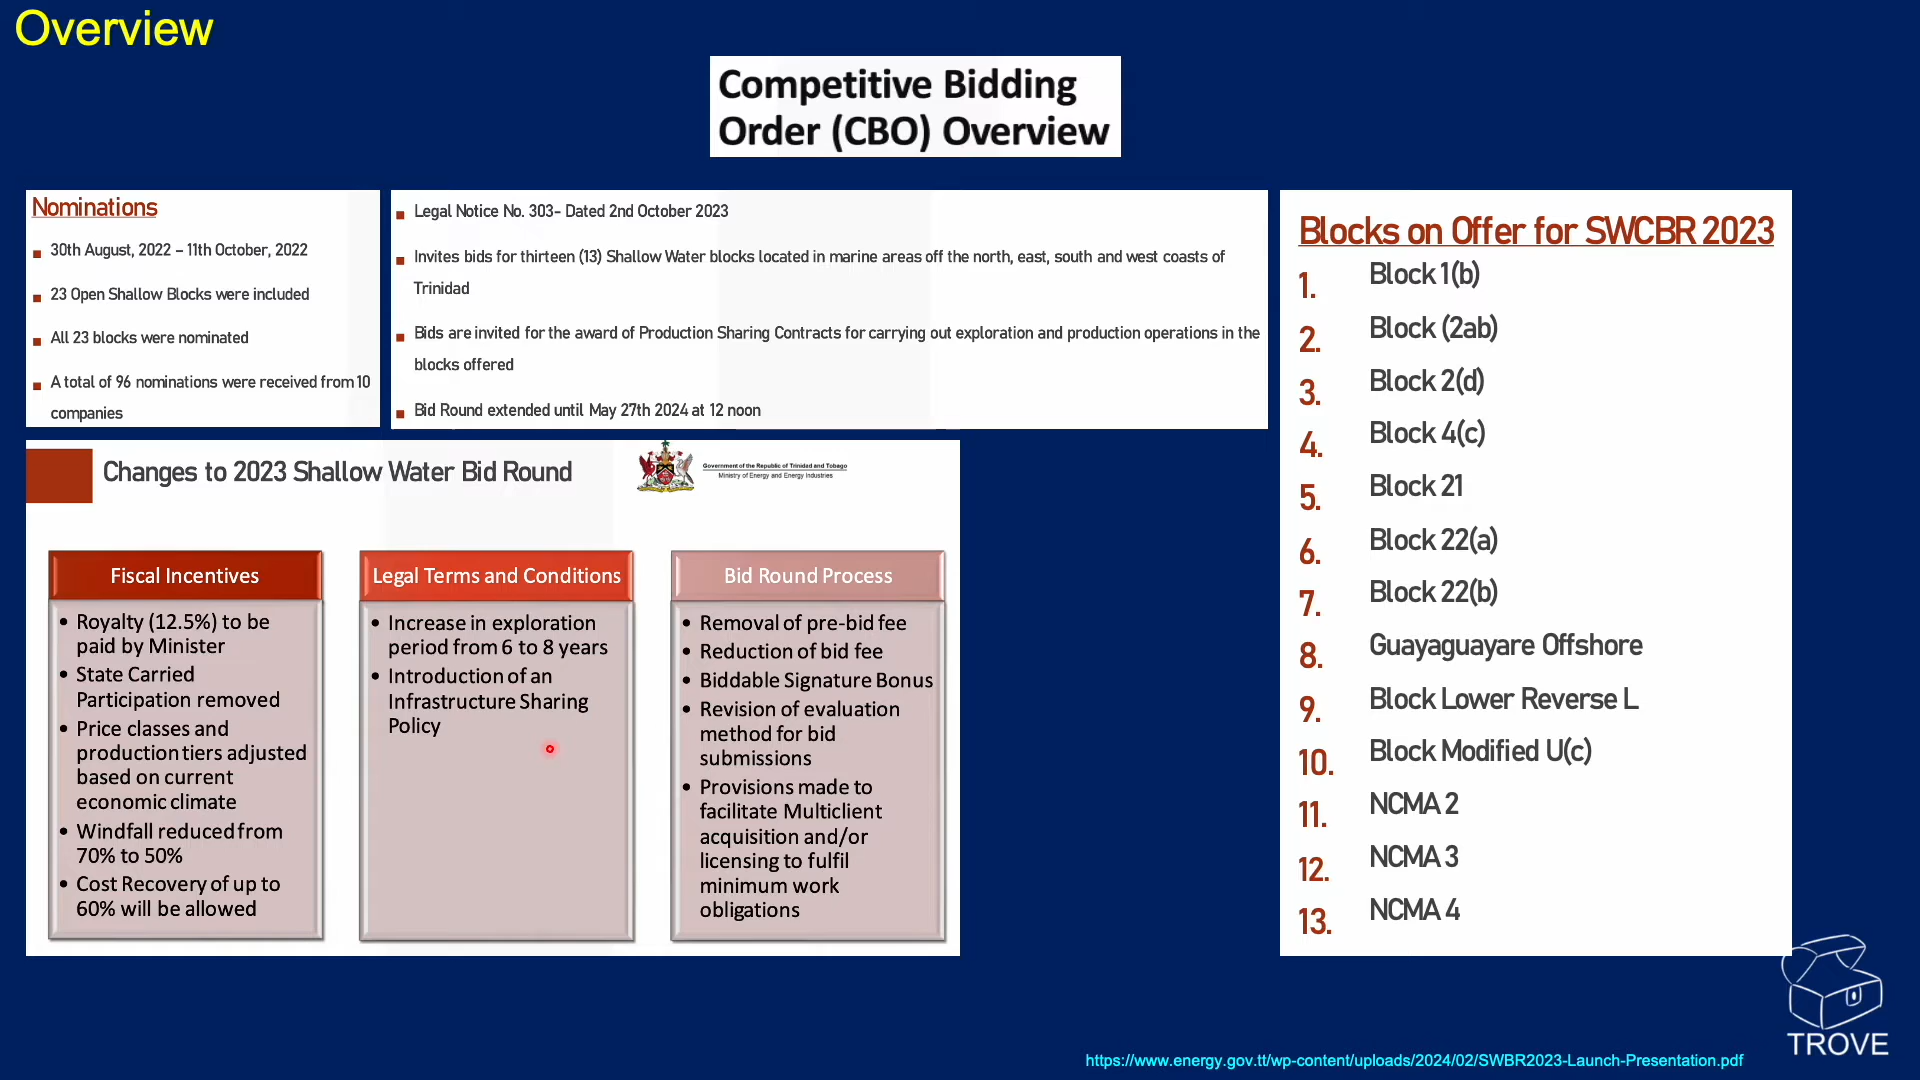 Overview
Competitive Bidding
Order (CBO) Overview
Nominations
30th August, 2022 – 11th October, 2022
23 Open Shallow Blocks were included
All 23 blocks were nominated
A total of 96 nominations were received from 10
companies
Legal Notice No. 303- Dated 2nd October 2023
Invites bids for thirteen (13) Shallow Water blocks located in marine areas off the north, east, south and west coasts of
Trinidad
Bids are invited for the award of Production Sharing Contracts for carrying out exploration and production operations in the
blocks offered
Bid Round extended until May 27th 2024 at 12 noon
Changes to 2023 Shallow Water Bid Round
Government of the Republic of Trinidad and Tobago
Ministry of Energy and Energy Industries
Fiscal Incentives
• Royalty (12.5%) to be
paid by Minister
• State Carried
Participation removed
• Price classes and
production tiers adjusted
based on current
economic climate
• Windfall reduced from
70% to 50%
• Cost Recovery of up to
60% will be allowed
Legal Terms and Conditions
• Increase in exploration
period from 6 to 8 years
• Introduction of an
Infrastructure Sharing
Policy
Bid Round Process
• Removal of pre-bid fee
• Reduction of bid fee
• Biddable Signature Bonus
• Revision of evaluation
method for bid
submissions
• Provisions made to
facilitate Multiclient
acquisition and/or
licensing to fulfil
minimum work
obligations
Blocks on Offer for SWCBR 2023
1. Block 1(b)
2. Block (2ab)
3. Block 2(d)
4. Block 4(c)
5. Block 21
6. Block 22(a)
7. Block 22(b)
8. Guayaguayare Offshore
9. Block Lower Reverse L
10. Block Modified U(c)
11. NCMA 2
12. NCMA 3
13. NCMA 4
TROVE
https://www.energy.gov.tt/wp-content/uploads/2024/02/SWBR2023-Launch-Presentation.pdf